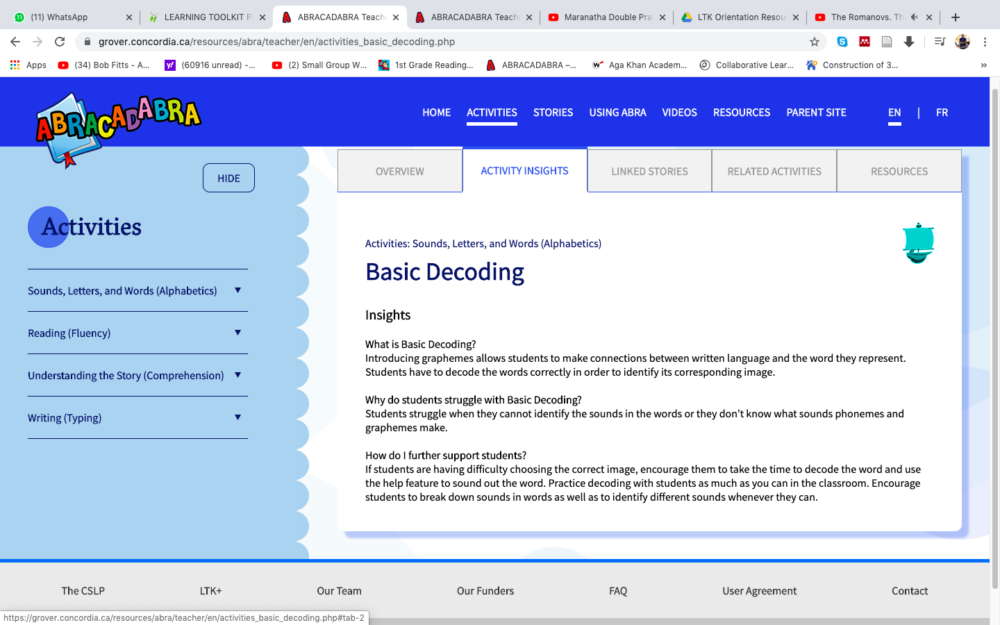 (11) WhatsApp
LEARNING TOOLKIT P
ABRACADABRA Teach
ABRACADABRA Teach
Maranatha Double Pra
LTK Orientation Resou
The Romanovs. Th
grover.concordia.ca/resources/abra/teacher/en/activities_basic_decoding.php
Apps
(34) Bob Fitts - A...
(60916 unread) -...
(2) Small Group W...
1st Grade Reading...
ABRACADABRA –...
Aga Khan Academ...
Collaborative Lear...
Construction of 3...
»
ABRACADABRA
HOME
ACTIVITIES
STORIES
USING ABRA
VIDEOS
RESOURCES
PARENT SITE
EN
|
FR
HIDE
Activities
Sounds, Letters, and Words (Alphabetics)
Reading (Fluency)
Understanding the Story (Comprehension)
Writing (Typing)
OVERVIEW
ACTIVITY INSIGHTS
LINKED STORIES
RELATED ACTIVITIES
RESOURCES
Activities: Sounds, Letters, and Words (Alphabetics)
Basic Decoding
Insights
What is Basic Decoding?
Introducing graphemes allows students to make connections between written language and the word they represent.
Students have to decode the words correctly in order to identify its corresponding image.
Why do students struggle with Basic Decoding?
Students struggle when they cannot identify the sounds in the words or they don’t know what sounds phonemes and
graphemes make.
How do I further support students?
If students are having difficulty choosing the correct image, encourage them to take the time to decode the word and use
the help feature to sound out the word. Practice decoding with students as much as you can in the classroom. Encourage
students to break down sounds in words as well as to identify different sounds whenever they can.
The CSLP
LTK+
Our Team
Our Funders
FAQ
User Agreement
Contact
https://grover.concordia.ca/resources/abra/teacher/en/activities_basic_decoding.php#tab-2